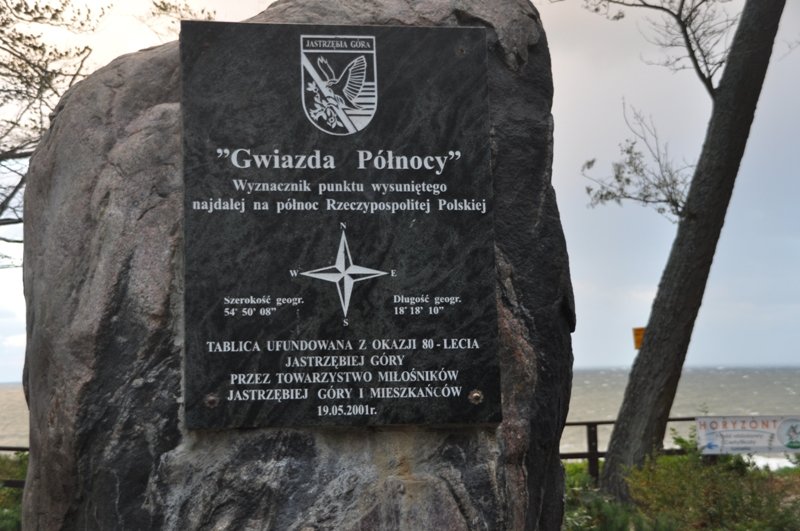 JASTRZĘBIA GÓRA
"Gwiazda Północy"
Wyznacznik punktu wysuniętego
najdalej na północ Rzeczypospolitej Polskiej
N
W E
S
Szerokość geogr. Długość geogr.
54° 50' 08" 18° 18' 10"
TABLICA UFUNDOWANA Z OKAZJI 80-LECIA
JASTRZĘBIEJ GÓRY
PRZEZ TOWARZYSTWO MIŁOŚNIKÓW
JASTRZĘBIEJ GÓRY I MIESZKAŃCÓW
19.05.2001r.
HORYZONT